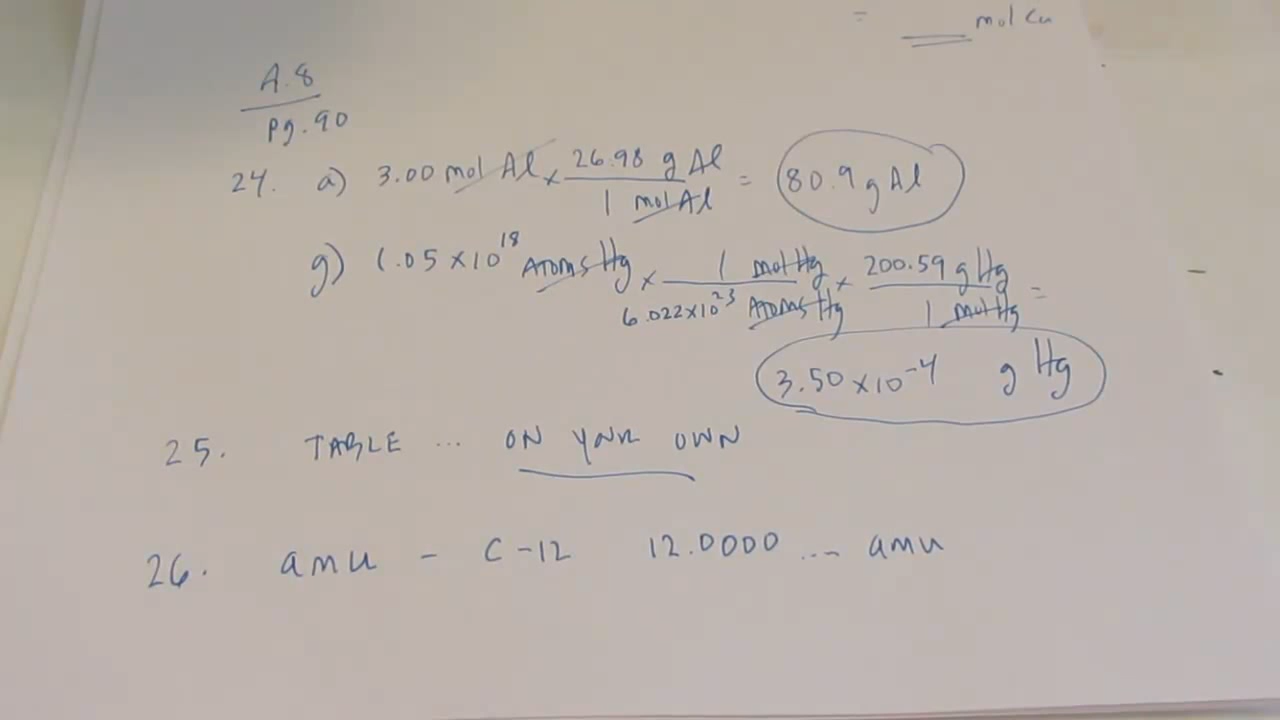 = ___ mol Cu
A.8
pg.90
24. a) 3.00 mol Al × 26.98 g Al / 1 mol Al = 80.9 g Al
g) 1.05 × 10^18 ATOMS Hg × 1 mol Hg / 6.022×10^23 ATOMS Hg × 200.59 g Hg / 1 mol Hg =
3.50 × 10^-4 g Hg
25. TABLE ... ON YOUR OWN
26. amu - C-12 12.0000 ... amu